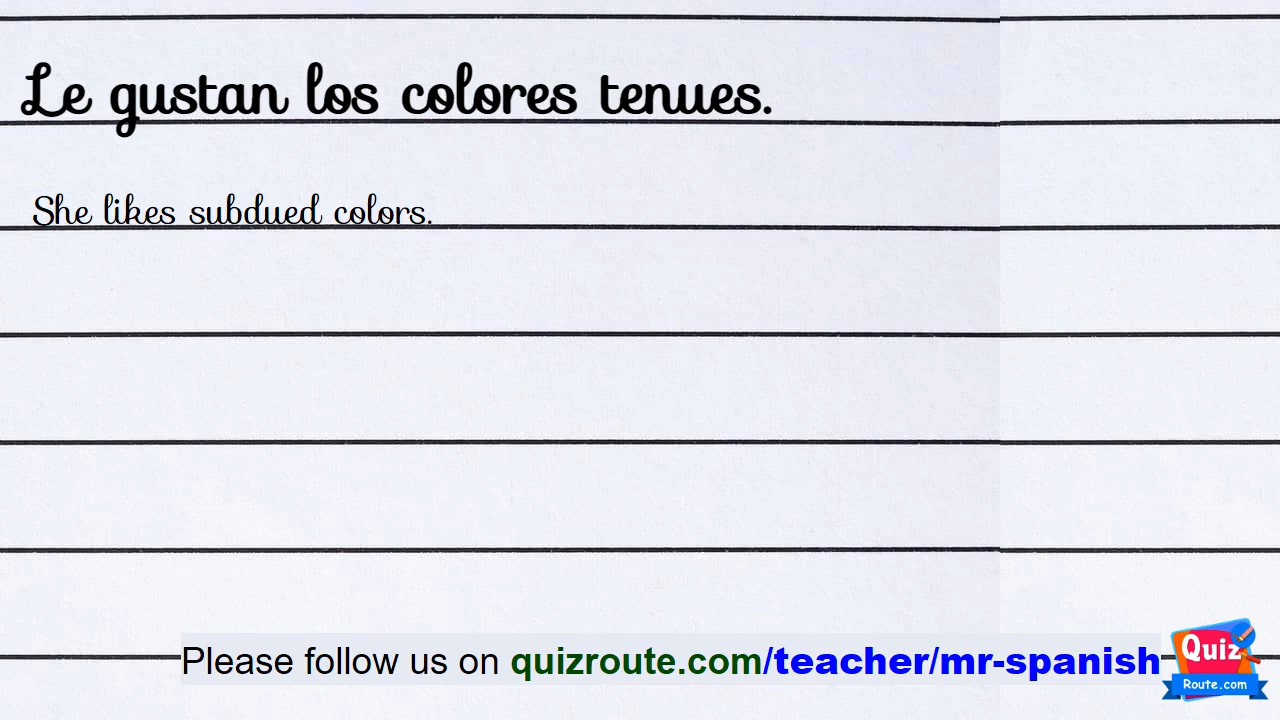 Le gustan los colores tenues.
She likes subdued colors.
Please follow us on quizroute.com/teacher/mr-spanish
Quiz
Route.com